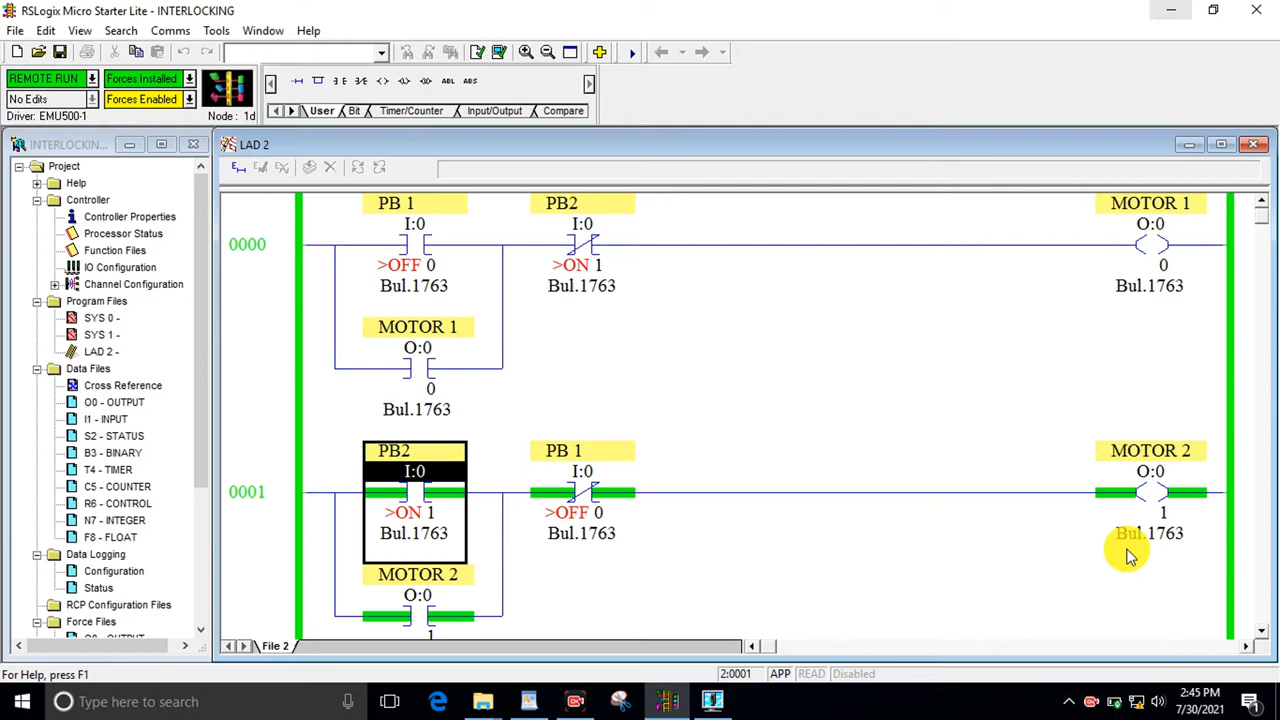 RSLogix Micro Starter Lite - INTERLOCKING
File Edit View Search Comms Tools Window Help
REMOTE RUN Forces Installed
No Edits Forces Enabled
Driver: EMU500-1 Node : 1d
ABL ABS
User Bit Timer/Counter Input/Output Compare
INTERLOCKIN...
LAD 2
Project
Help
Controller
Controller Properties
Processor Status
Function Files
IO Configuration
Channel Configuration
Program Files
SYS 0 -
SYS 1 -
LAD 2 -
Data Files
Cross Reference
O0 - OUTPUT
I1 - INPUT
S2 - STATUS
B3 - BINARY
T4 - TIMER
C5 - COUNTER
R6 - CONTROL
N7 - INTEGER
F8 - FLOAT
Data Logging
Configuration
Status
RCP Configuration Files
Force Files
PB 1 PB2 MOTOR 1
I:0 I:0 O:0
0000
>OFF 0 >ON 1 0
Bul.1763 Bul.1763 Bul.1763
MOTOR 1
O:0
0
Bul.1763
PB2 PB 1 MOTOR 2
I:0 I:0 O:0
0001
>ON 1 >OFF 0 1
Bul.1763 Bul.1763 Bul.1763
MOTOR 2
O:0
1
File 2
For Help, press F1 2:0001 APP READ Disabled
Type here to search
2:45 PM
7/30/2021